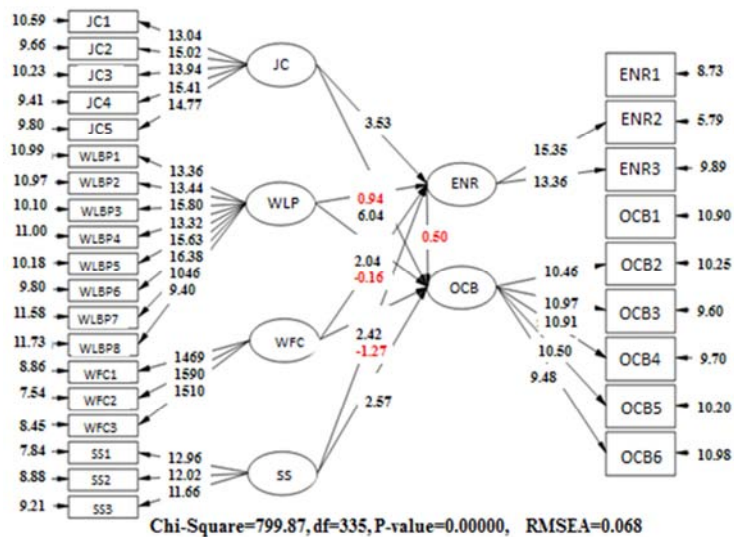 10.59 JC1 13.04
9.66 JC2 15.02
10.23 JC3 13.94
9.41 JC4 15.41
9.80 JC5 14.77
10.99 WLBP1 13.36
10.97 WLBP2 13.44
10.10 WLBP3 15.80
11.00 WLBP4 13.32
10.18 WLBP5 15.63
9.80 WLBP6 16.38
11.58 WLBP7 1046
11.73 WLBP8 9.40
8.86 WFC1 1469
7.54 WFC2 1590
8.45 WFC3 1510
7.84 SS1 12.96
8.88 SS2 12.02
9.21 SS3 11.66
JC
WLP
WFC
SS
3.53
0.94
6.04
0.50
2.04
-0.16
2.42
-1.27
2.57
ENR
OCB
15.35
13.36
10.46
10.97
10.91
10.50
9.48
ENR1 8.73
ENR2 5.79
ENR3 9.89
OCB1 10.90
OCB2 10.25
OCB3 9.60
OCB4 9.70
OCB5 10.20
OCB6 10.98
Chi-Square=799.87, df=335, P-value=0.00000, RMSEA=0.068